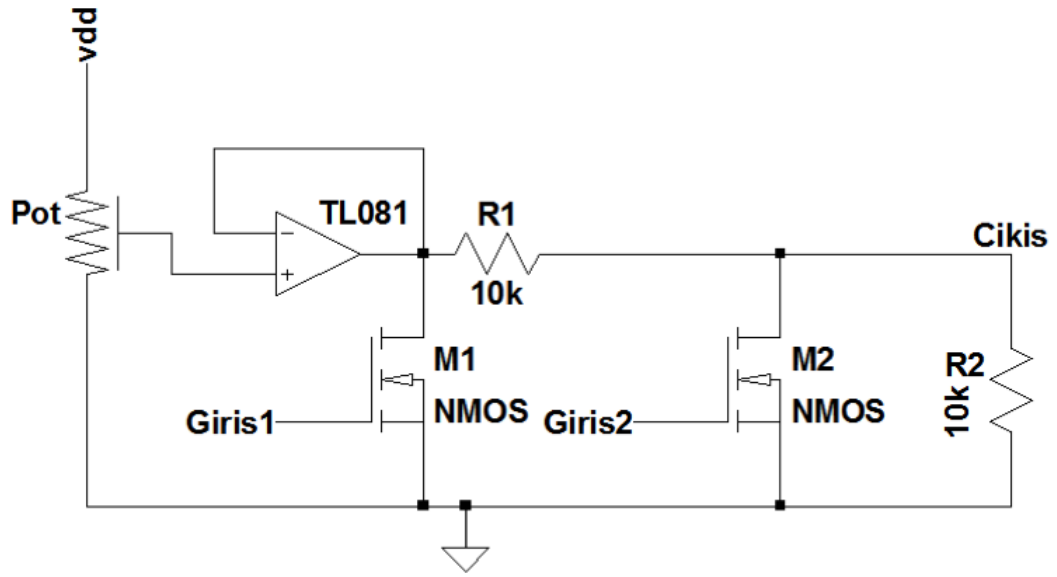 vdd
Pot
TL081
R1
10k
Cikis
M1
NMOS
Giris1
M2
NMOS
Giris2
R2
10k